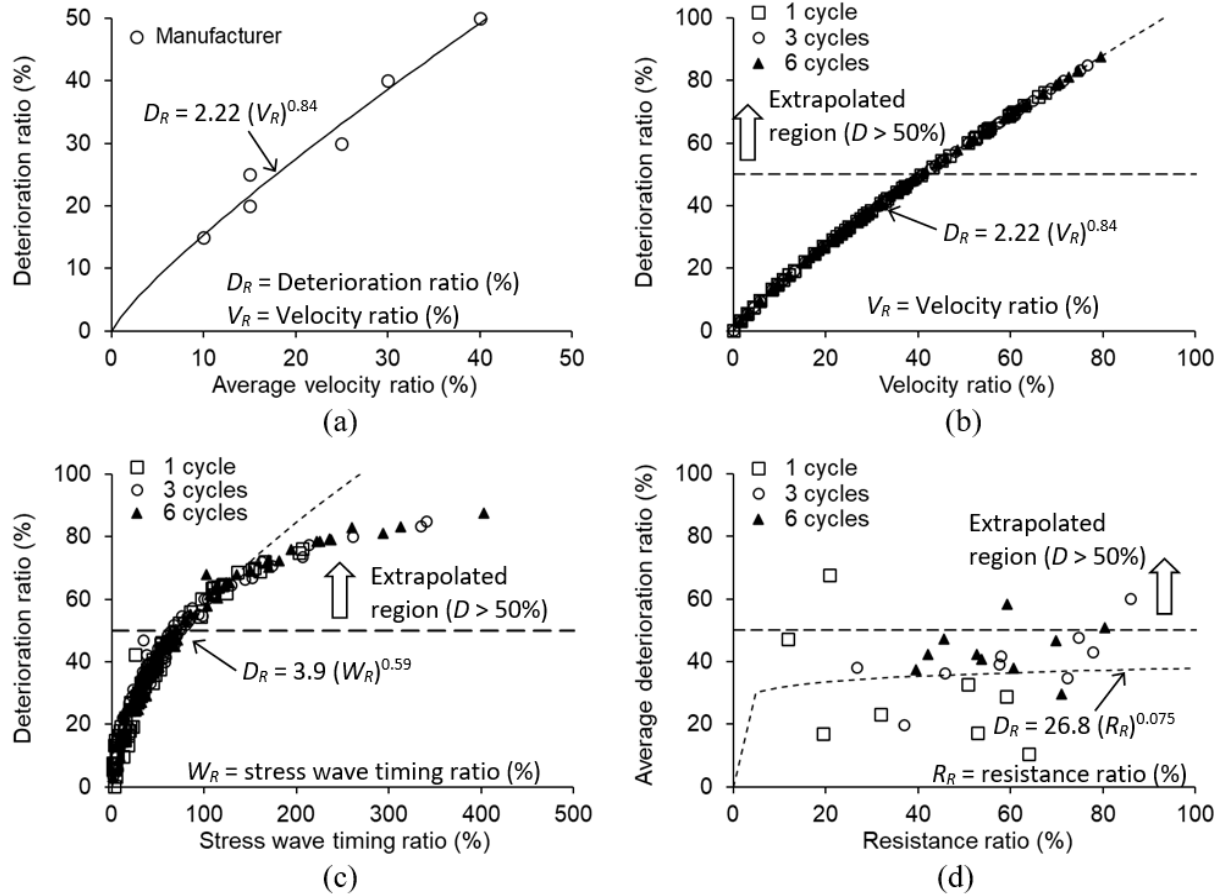 50
40
30
20
10
0
Deterioration ratio (%)
Manufacturer
D_R = 2.22 (V_R)^0.84
D_R = Deterioration ratio (%)
V_R = Velocity ratio (%)
0 10 20 30 40 50
Average velocity ratio (%)
(a)
100
80
60
40
20
0
Deterioration ratio (%)
1 cycle
3 cycles
6 cycles
Extrapolated
region (D > 50%)
D_R = 2.22 (V_R)^0.84
V_R = Velocity ratio (%)
0 20 40 60 80 100
Velocity ratio (%)
(b)
100
80
60
40
20
0
Deterioration ratio (%)
1 cycle
3 cycles
6 cycles
Extrapolated
region (D > 50%)
D_R = 3.9 (W_R)^0.59
W_R = stress wave timing ratio (%)
0 100 200 300 400 500
Stress wave timing ratio (%)
(c)
100
80
60
40
20
0
Average deterioration ratio (%)
1 cycle
3 cycles
6 cycles
Extrapolated
region (D > 50%)
D_R = 26.8 (R_R)^0.075
R_R = resistance ratio (%)
0 20 40 60 80 100
Resistance ratio (%)
(d)